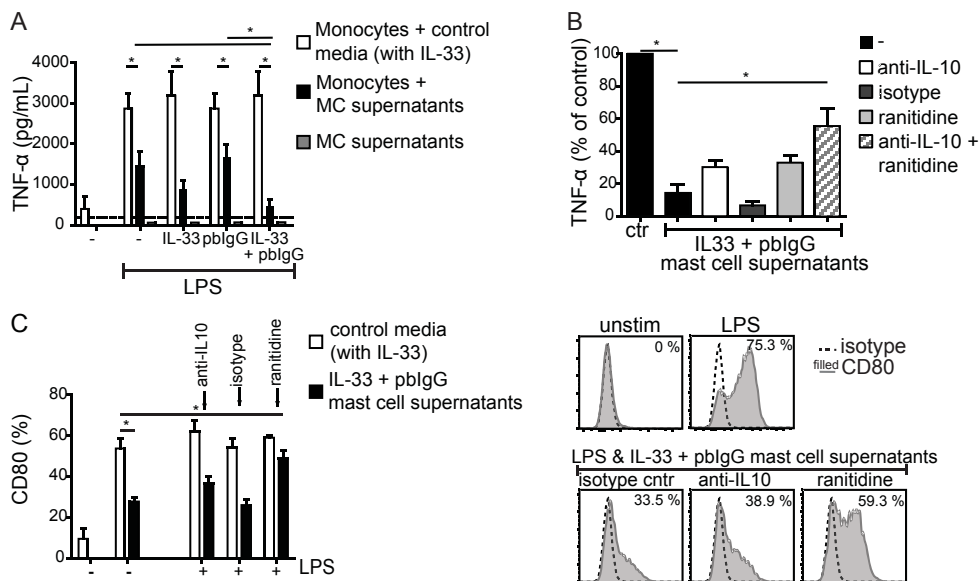 A
TNF-α (pg/mL)
4000
3000
2000
1000
0
*
*
* * * *
- - IL-33 pbIgG IL-33
+ pbIgG
LPS
Monocytes + control
media (with IL-33)
Monocytes +
MC supernatants
MC supernatants
B
TNF-α (% of control)
100
80
60
40
20
0
*
*
ctr
IL33 + pbIgG
mast cell supernatants
-
anti-IL-10
isotype
ranitidine
anti-IL-10 +
ranitidine
C
CD80 (%)
80
60
40
20
0
*
*
anti-IL10
isotype
ranitidine
- - + + +
LPS
control media
(with IL-33)
IL-33 + pbIgG
mast cell supernatants
unstim
0 %
LPS
75.3 %
isotype
filled CD80
LPS & IL-33 + pbIgG mast cell supernatants
isotype cntr
33.5 %
anti-IL10
38.9 %
ranitidine
59.3 %